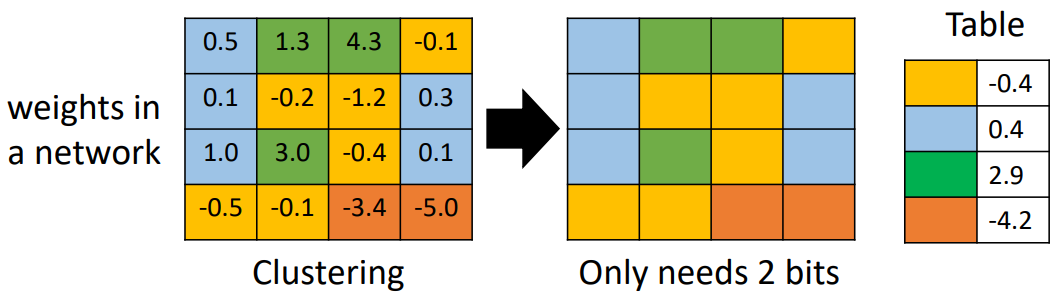 Table
0.5 1.3 4.3 -0.1
-0.4
0.1 -0.2 -1.2 0.3
weights in
a network
0.4
1.0 3.0 -0.4 0.1
2.9
-0.5 -0.1 -3.4 -5.0
-4.2
Clustering
Only needs 2 bits